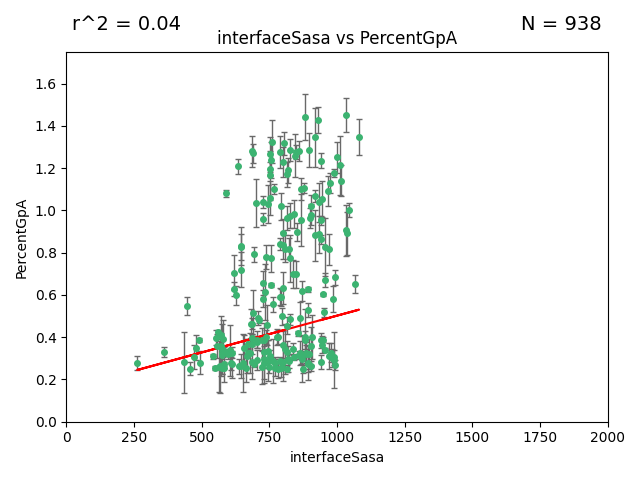 r^2 = 0.04
N = 938
interfaceSasa vs PercentGpA
PercentGpA
1.6
1.4
1.2
1.0
0.8
0.6
0.4
0.2
0.0
0 250 500 750 1000 1250 1500 1750 2000
interfaceSasa